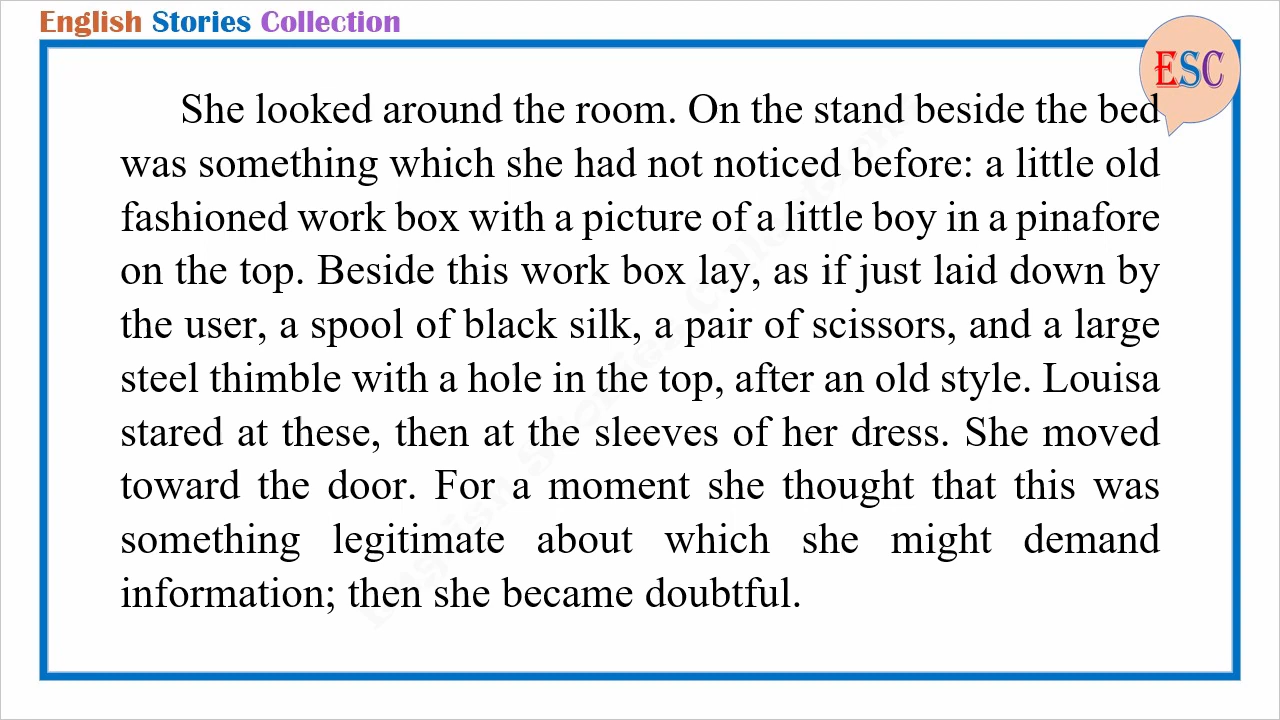 English Stories Collection
ESC
She looked around the room. On the stand beside the bed
was something which she had not noticed before: a little old
fashioned work box with a picture of a little boy in a pinafore
on the top. Beside this work box lay, as if just laid down by
the user, a spool of black silk, a pair of scissors, and a large
steel thimble with a hole in the top, after an old style. Louisa
stared at these, then at the sleeves of her dress. She moved
toward the door. For a moment she thought that this was
something legitimate about which she might demand
information; then she became doubtful.
English Stories Collection